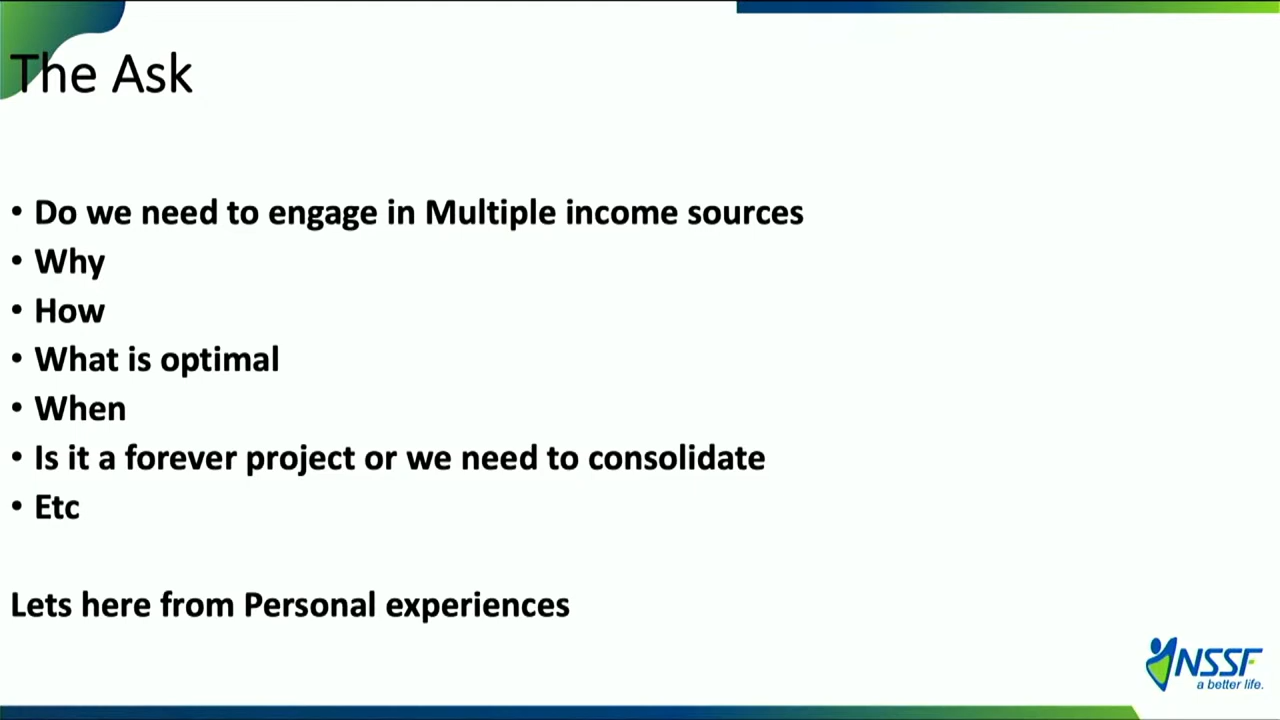 The Ask
• Do we need to engage in Multiple income sources
• Why
• How
• What is optimal
• When
• Is it a forever project or we need to consolidate
• Etc
Lets here from Personal experiences
NSSF
a better life.